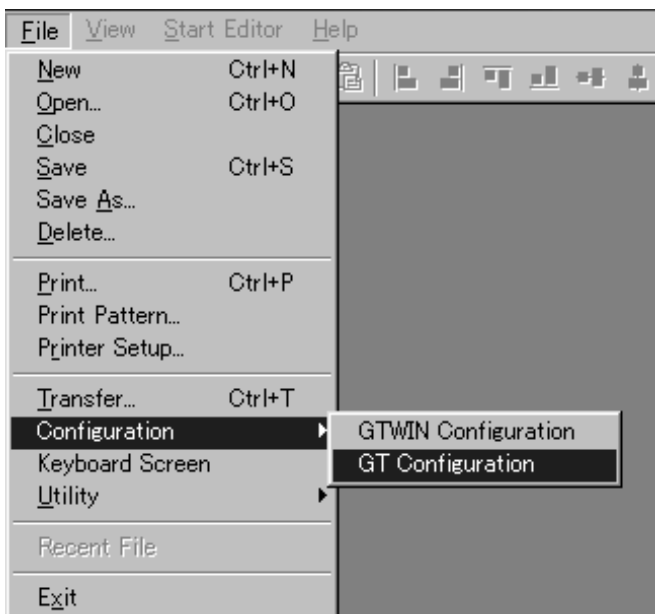 File View Start Editor Help
New Ctrl+N
Open... Ctrl+O
Close
Save Ctrl+S
Save As...
Delete...
Print... Ctrl+P
Print Pattern...
Printer Setup...
Transfer... Ctrl+T
Configuration
GTWIN Configuration
Keyboard Screen
GT Configuration
Utility
Recent File
Exit